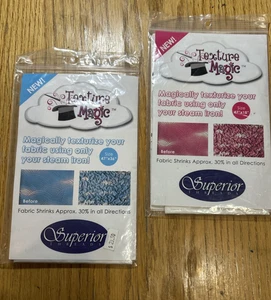 NEW!
Texture
Magic
Magically texturize your
fabric using only
your steam iron!
Before
Fabric Shrinks Approx. 30% in all Directions
Superior
NEW!
Texture
Magic
Magically texturize your
fabric using only
your steam iron!
Before
Fabric Shrinks Approx. 30% in all Directions
Superior